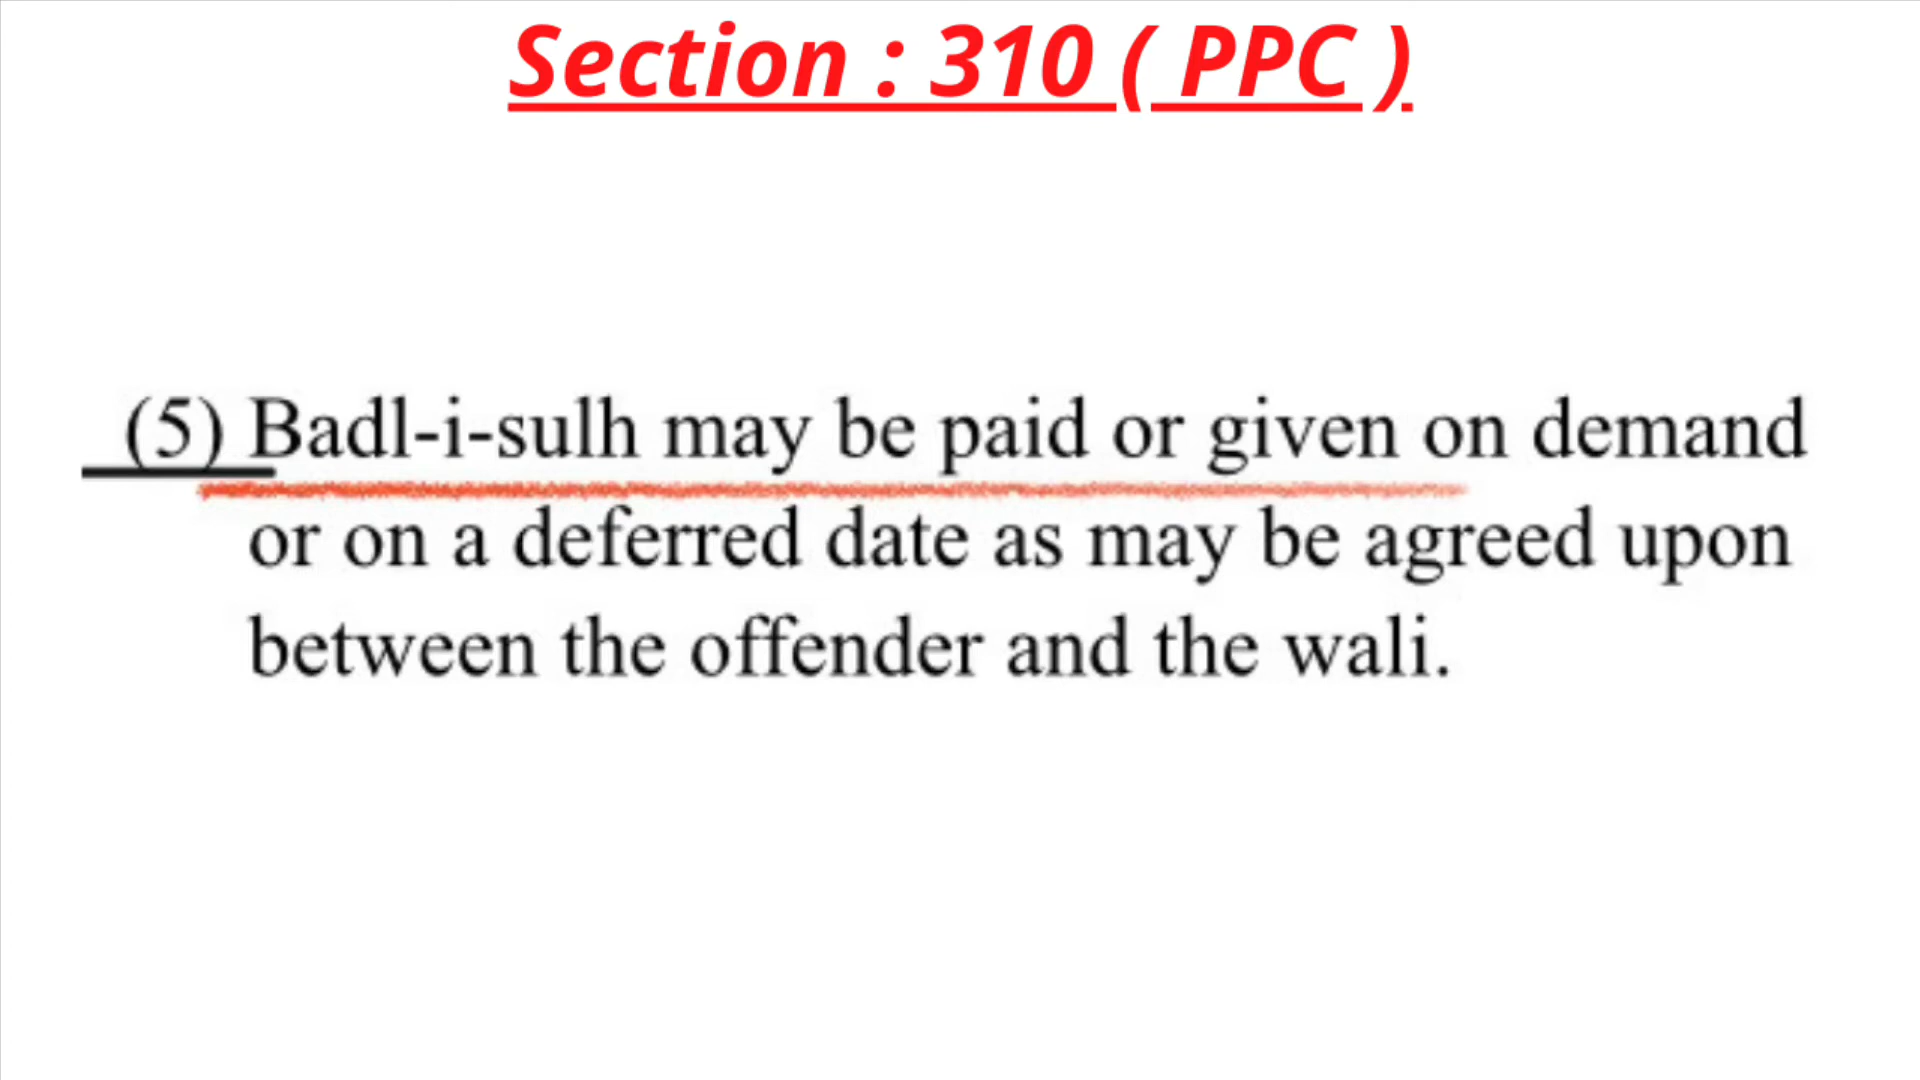 Section : 310 ( PPC )
(5) Badl-i-sulh may be paid or given on demand
or on a deferred date as may be agreed upon
between the offender and the wali.